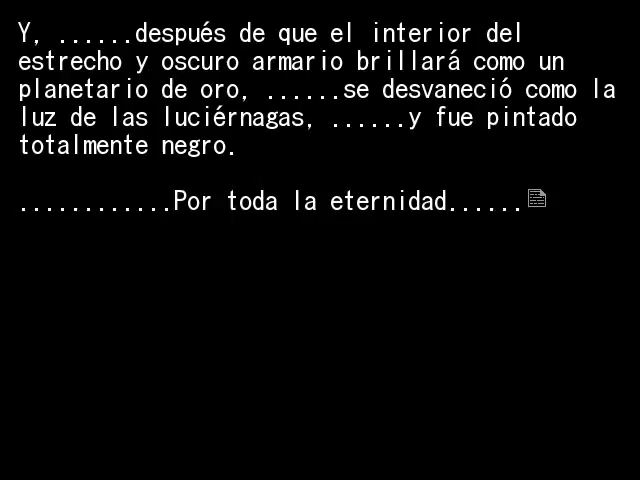 Y, ......después de que el interior del
estrecho y oscuro armario brillará como un
planetario de oro, ......se desvaneció como la
luz de las luciérnagas, ......y fue pintado
totalmente negro.
............Por toda la eternidad......